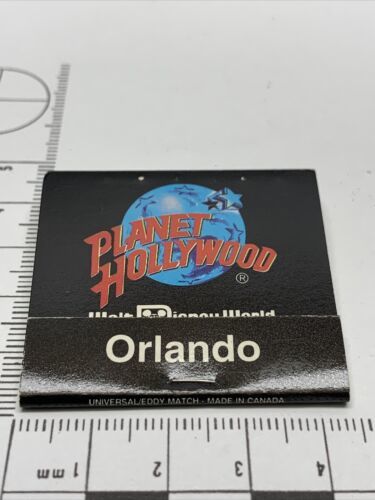 PLANET
HOLLYWOOD
®
Walt Disney World
Orlando
UNIVERSAL/EDDY MATCH - MADE IN CANADA
1 2 3 4
mm